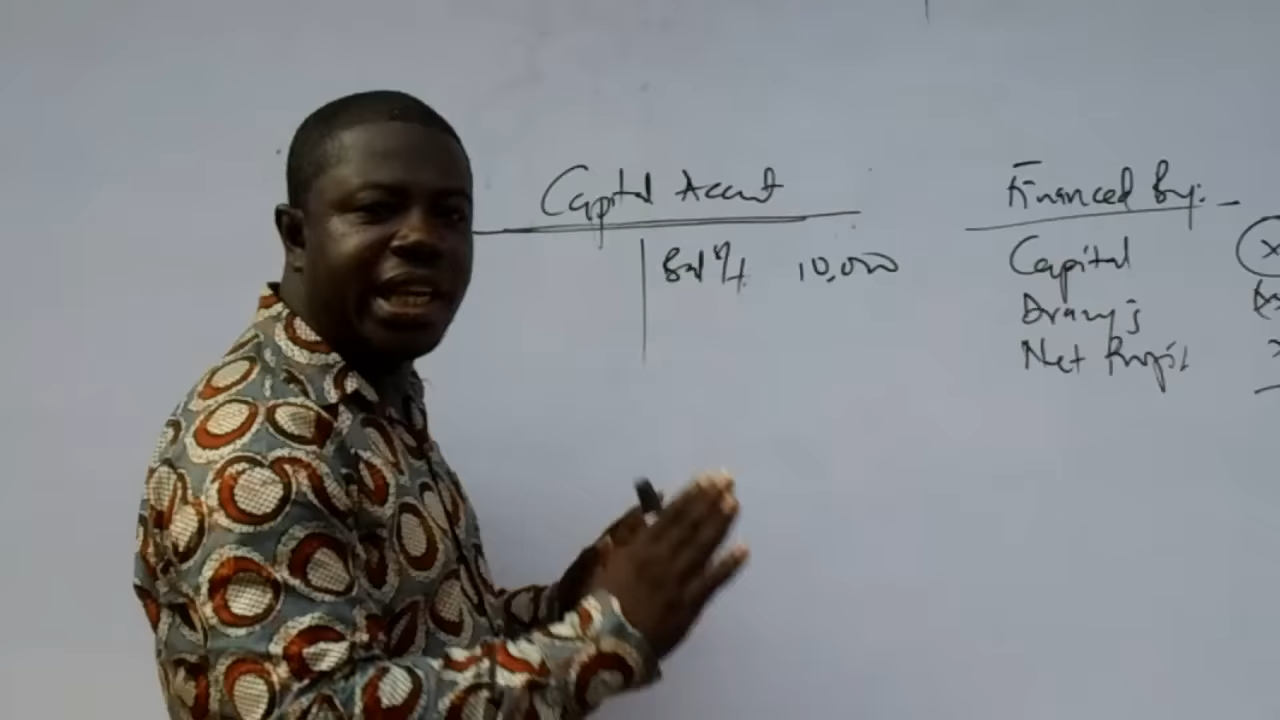 Capital Account
Bal b/f 10,000
Financed By:-
Capital
Drawings
Net Profit